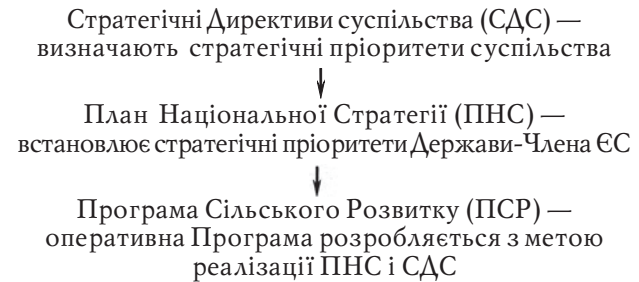 Стратегічні Директиви суспільства (СДС) —
визначають стратегічні пріоритети суспільства
План Національної Стратегії (ПНС) —
встановлює стратегічні пріоритети Держави-Члена ЄС
Програма Сільського Розвитку (ПСР) —
оперативна Програма розробляється з метою
реалізації ПНС і СДС